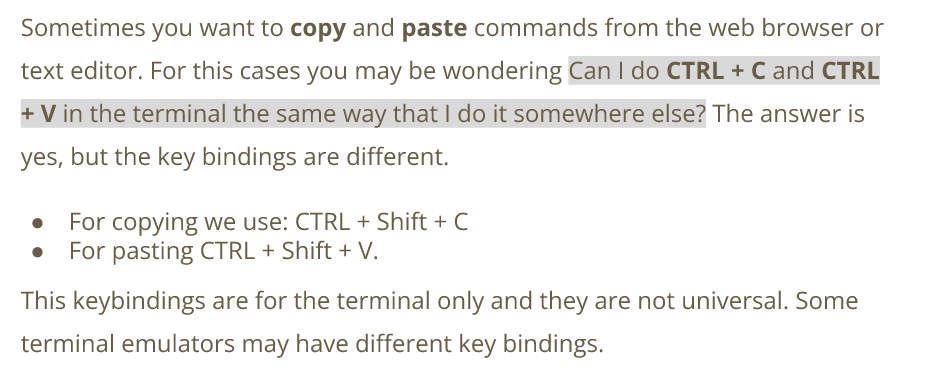 Sometimes you want to copy and paste commands from the web browser or
text editor. For this cases you may be wondering Can I do CTRL + C and CTRL
+ V in the terminal the same way that I do it somewhere else? The answer is
yes, but the key bindings are different.
● For copying we use: CTRL + Shift + C
● For pasting CTRL + Shift + V.
This keybindings are for the terminal only and they are not universal. Some
terminal emulators may have different key bindings.